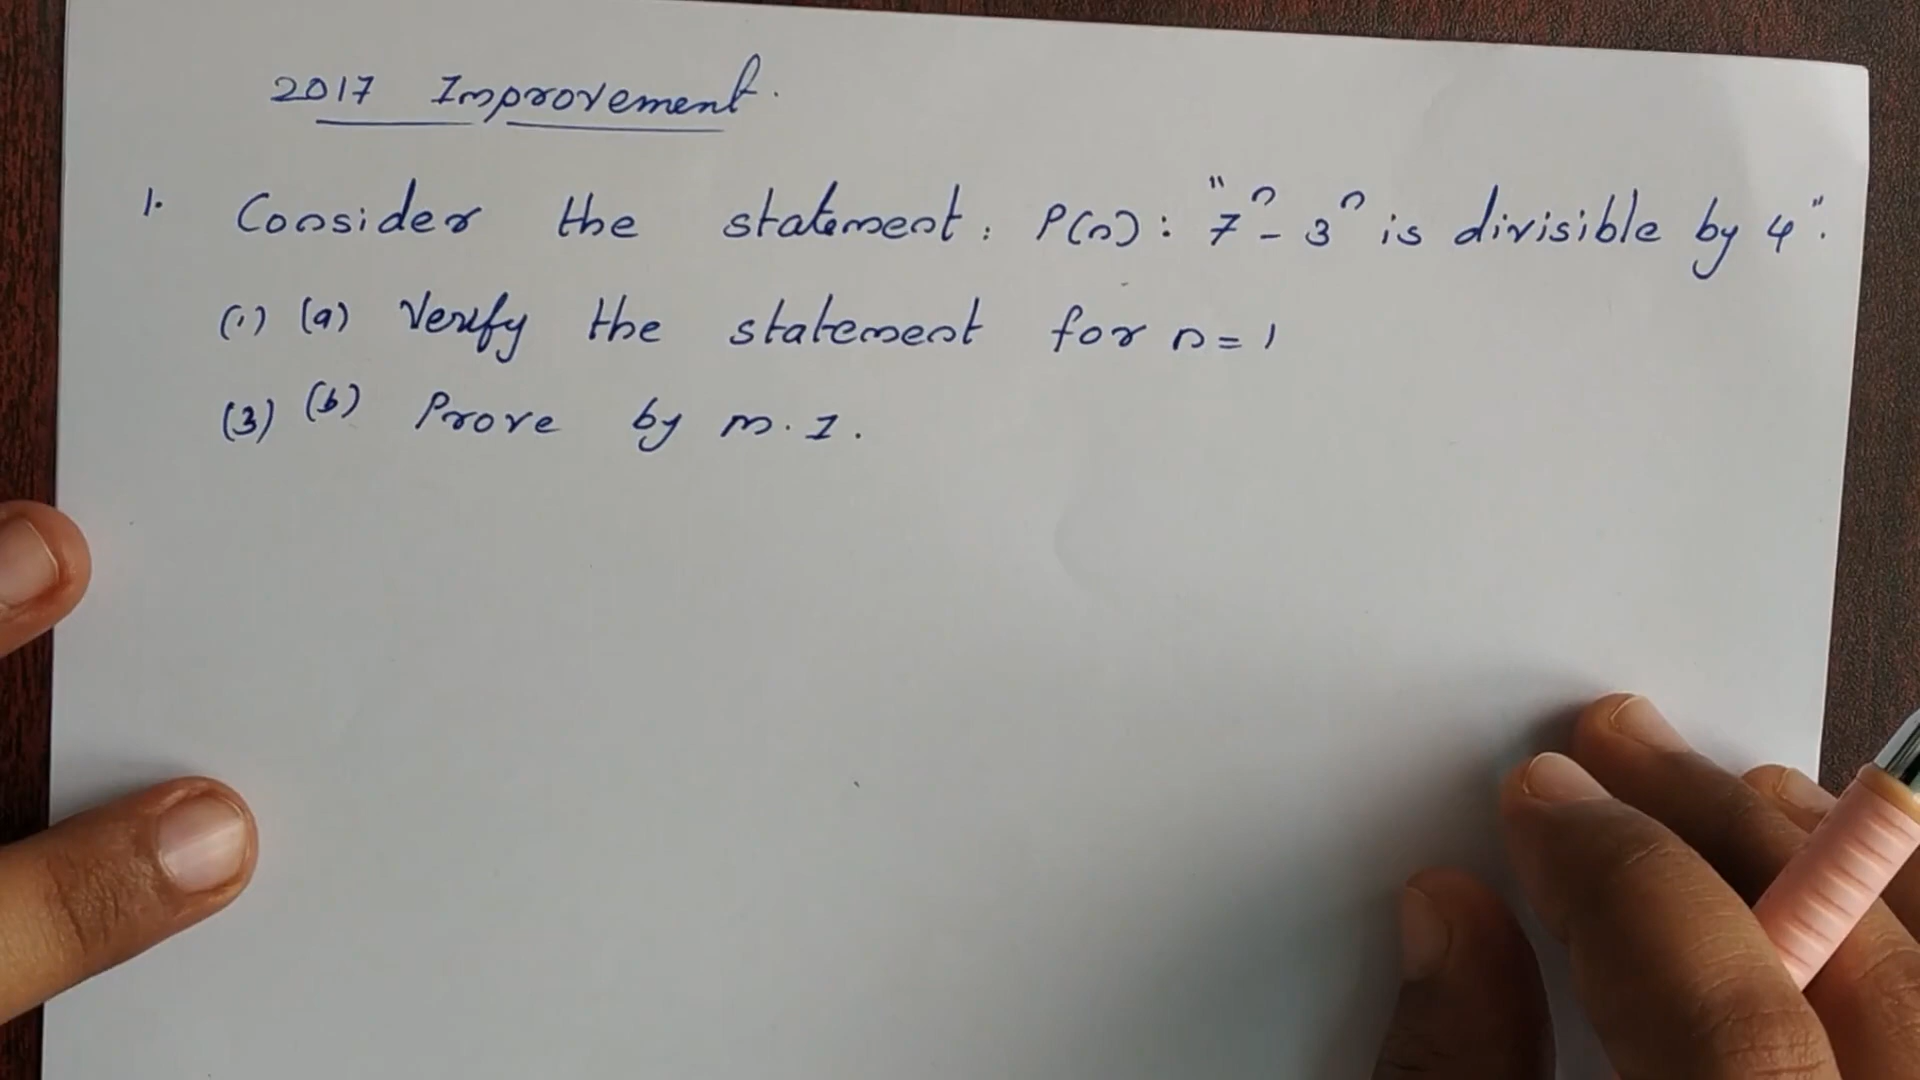 2017 Improvement.
1. Consider the statement: P(n): "7ⁿ - 3ⁿ is divisible by 4".
(1) (a) Verify the statement for n = 1
(3) (b) Prove by m.I.